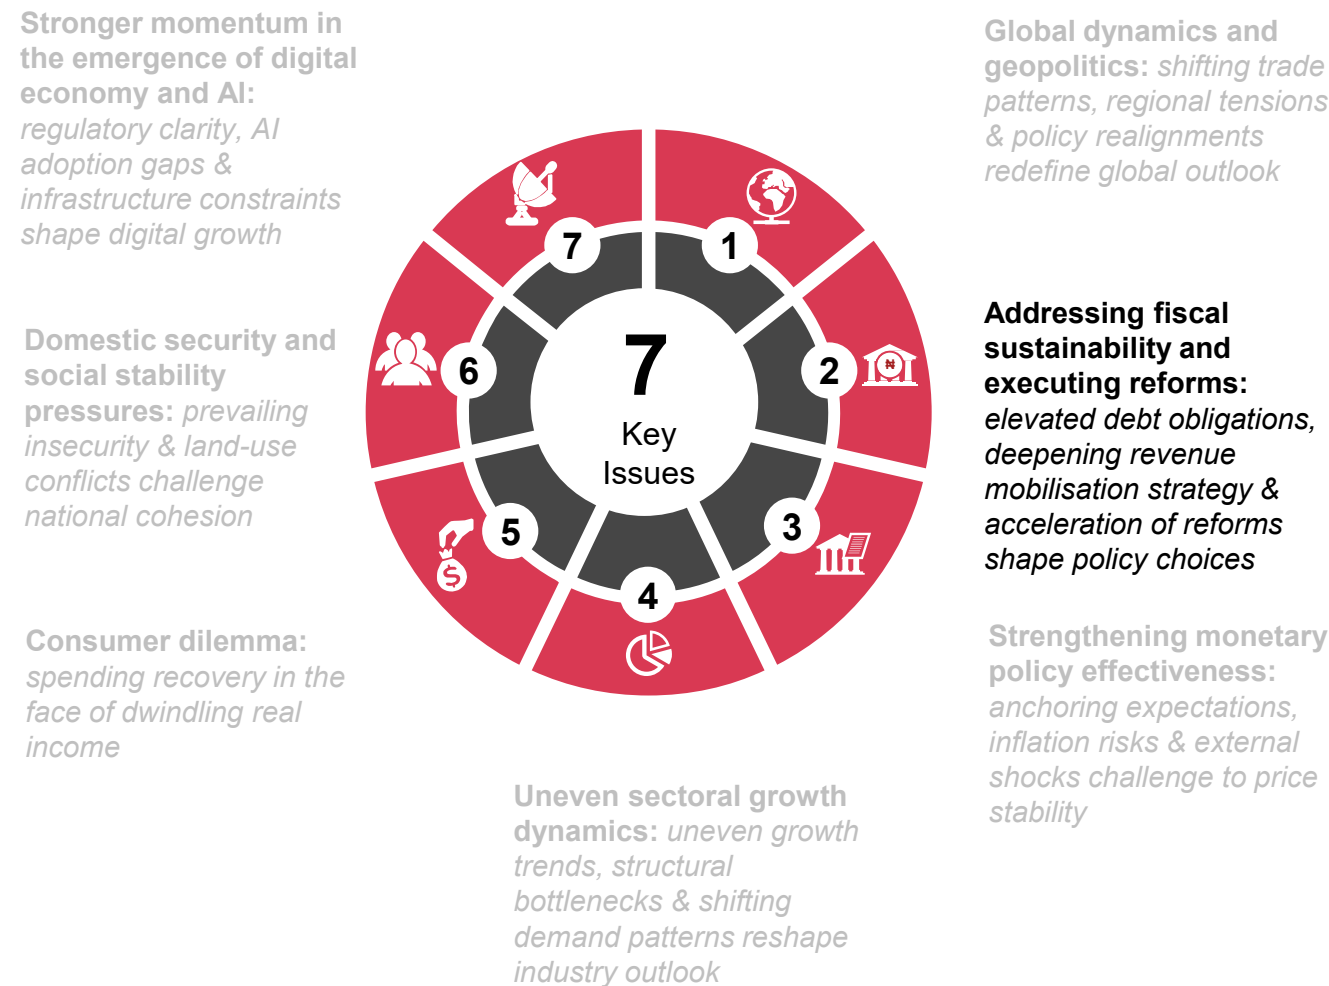 Stronger momentum in
the emergence of digital
economy and AI:
regulatory clarity, AI
adoption gaps &
infrastructure constraints
shape digital growth
Global dynamics and
geopolitics: shifting trade
patterns, regional tensions
& policy realignments
redefine global outlook
7
1
Domestic security and
social stability
pressures: prevailing
insecurity & land-use
conflicts challenge
national cohesion
6
7
Key
Issues
2
₦
Addressing fiscal
sustainability and
executing reforms:
elevated debt obligations,
deepening revenue
mobilisation strategy &
acceleration of reforms
shape policy choices
5
$
3
4
Consumer dilemma:
spending recovery in the
face of dwindling real
income
Strengthening monetary
policy effectiveness:
anchoring expectations,
inflation risks & external
shocks challenge to price
stability
Uneven sectoral growth
dynamics: uneven growth
trends, structural
bottlenecks & shifting
demand patterns reshape
industry outlook